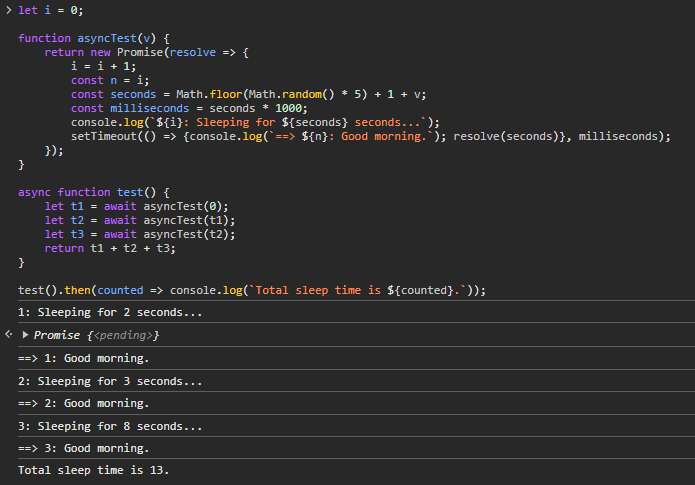 let i = 0;

function asyncTest(v) {
    return new Promise(resolve => {
        i = i + 1;
        const n = i;
        const seconds = Math.floor(Math.random() * 5) + 1 + v;
        const milliseconds = seconds * 1000;
        console.log(`${i}: Sleeping for ${seconds} seconds...`);
        setTimeout(() => {console.log(`==> ${n}: Good morning.`); resolve(seconds)}, milliseconds);
    });
}

async function test() {
    let t1 = await asyncTest(0);
    let t2 = await asyncTest(t1);
    let t3 = await asyncTest(t2);
    return t1 + t2 + t3;
}

test().then(counted => console.log(`Total sleep time is ${counted}.`));
1: Sleeping for 2 seconds...
Promise {<pending>}
==> 1: Good morning.
2: Sleeping for 3 seconds...
==> 2: Good morning.
3: Sleeping for 8 seconds...
==> 3: Good morning.
Total sleep time is 13.